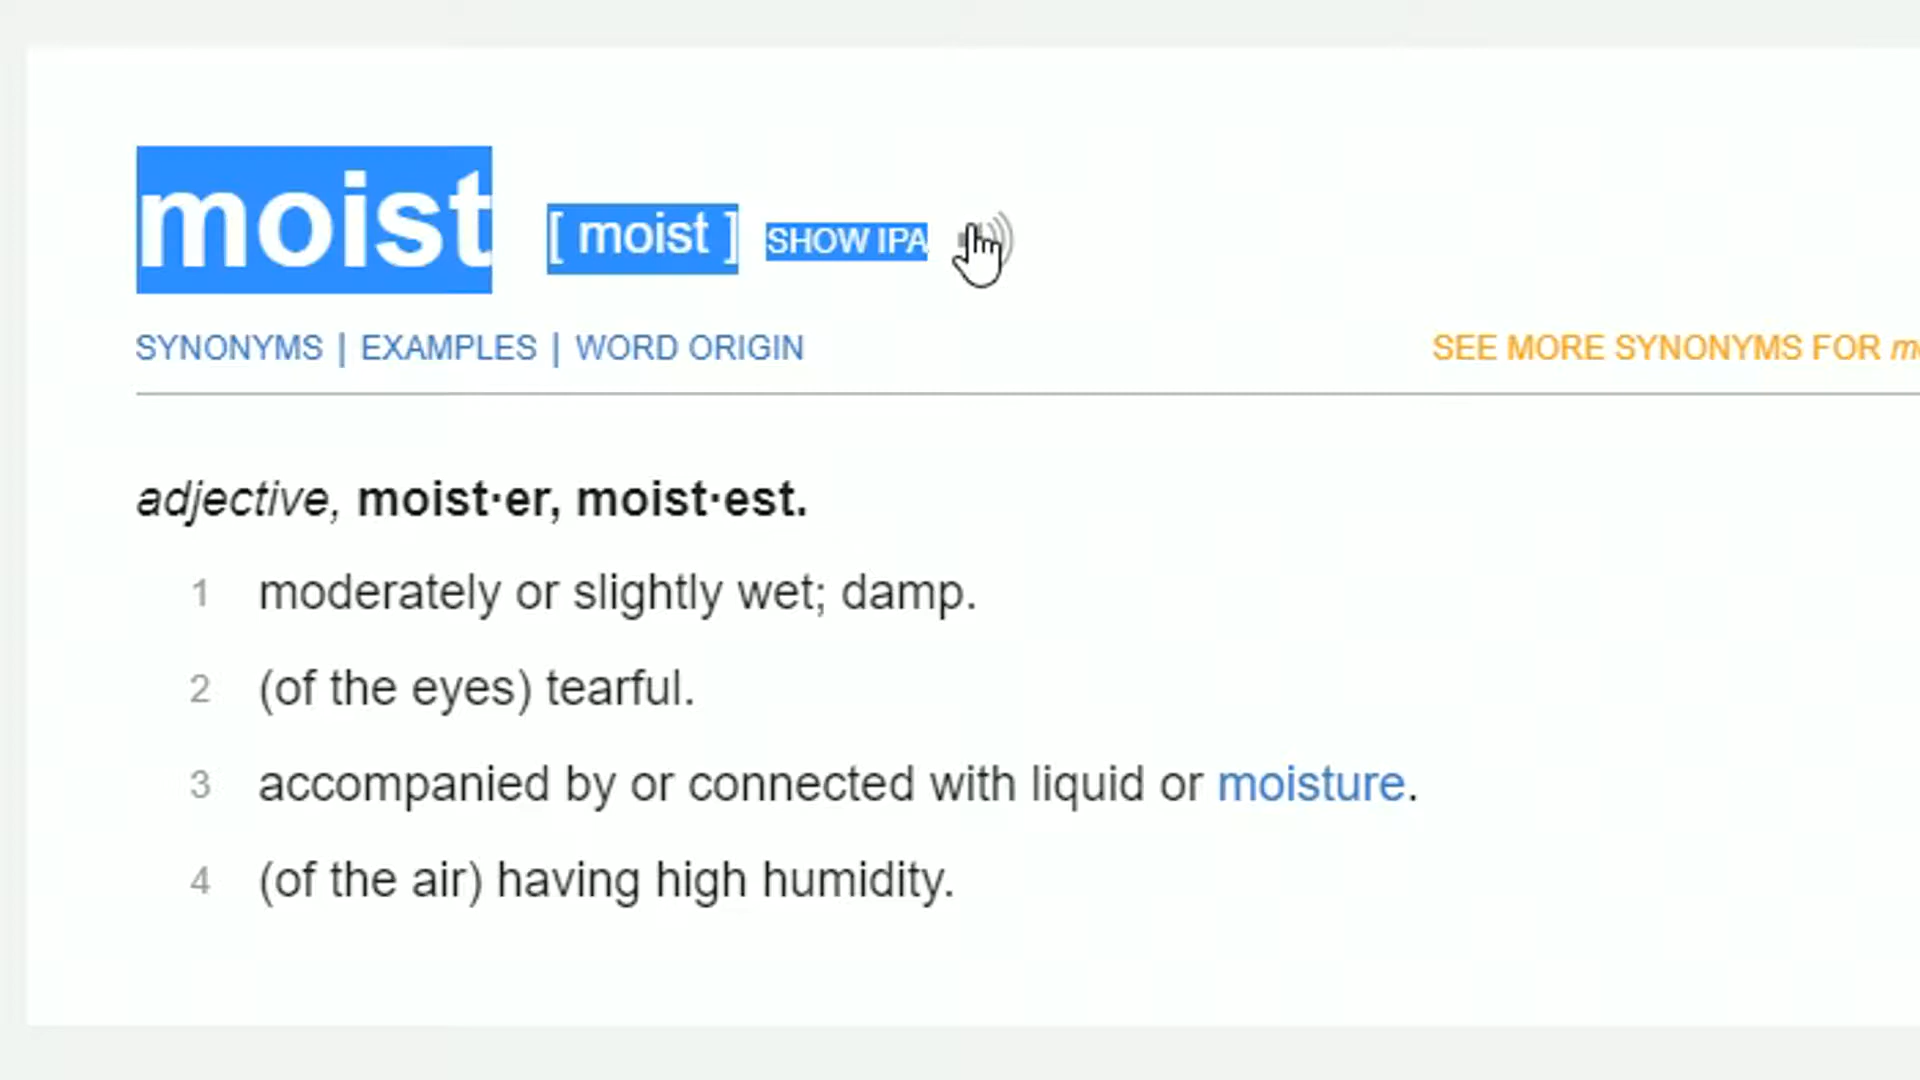 moist [ moist ] SHOW IPA
SYNONYMS | EXAMPLES | WORD ORIGIN SEE MORE SYNONYMS FOR
adjective, moist·er, moist·est.
1 moderately or slightly wet; damp.
2 (of the eyes) tearful.
3 accompanied by or connected with liquid or moisture.
4 (of the air) having high humidity.